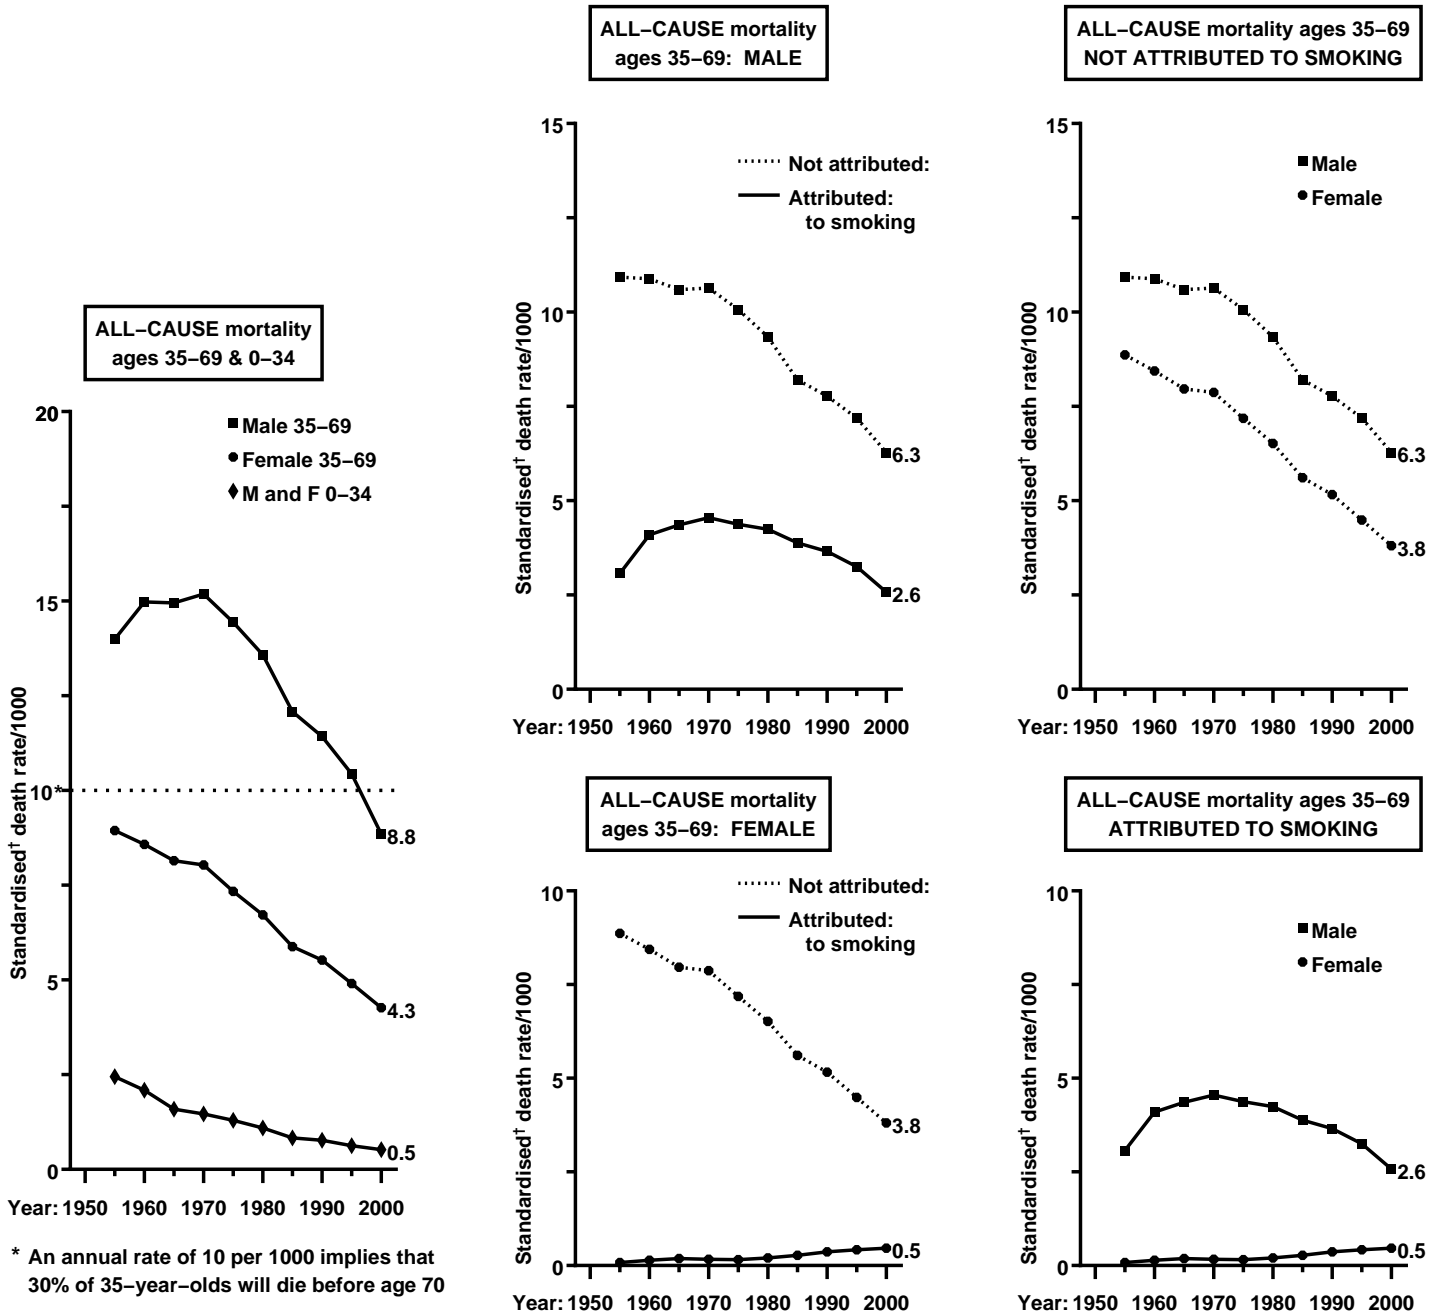 ALL–CAUSE mortality
ages 35–69 & 0–34
20
15
10*
5
0
Standardised† death rate/1000
Male 35–69
Female 35–69
M and F 0–34
8.8
4.3
0.5
Year: 1950 1960 1970 1980 1990 2000
* An annual rate of 10 per 1000 implies that
30% of 35–year–olds will die before age 70
ALL–CAUSE mortality
ages 35–69: MALE
15
10
5
0
Standardised† death rate/1000
Not attributed:
Attributed:
to smoking
6.3
2.6
Year: 1950 1960 1970 1980 1990 2000
ALL–CAUSE mortality ages 35–69
NOT ATTRIBUTED TO SMOKING
15
10
5
0
Standardised† death rate/1000
Male
Female
6.3
3.8
Year: 1950 1960 1970 1980 1990 2000
ALL–CAUSE mortality
ages 35–69: FEMALE
10
5
0
Standardised† death rate/1000
Not attributed:
Attributed:
to smoking
3.8
0.5
Year: 1950 1960 1970 1980 1990 2000
ALL–CAUSE mortality ages 35–69
ATTRIBUTED TO SMOKING
10
5
0
Standardised† death rate/1000
Male
Female
2.6
0.5
Year: 1950 1960 1970 1980 1990 2000